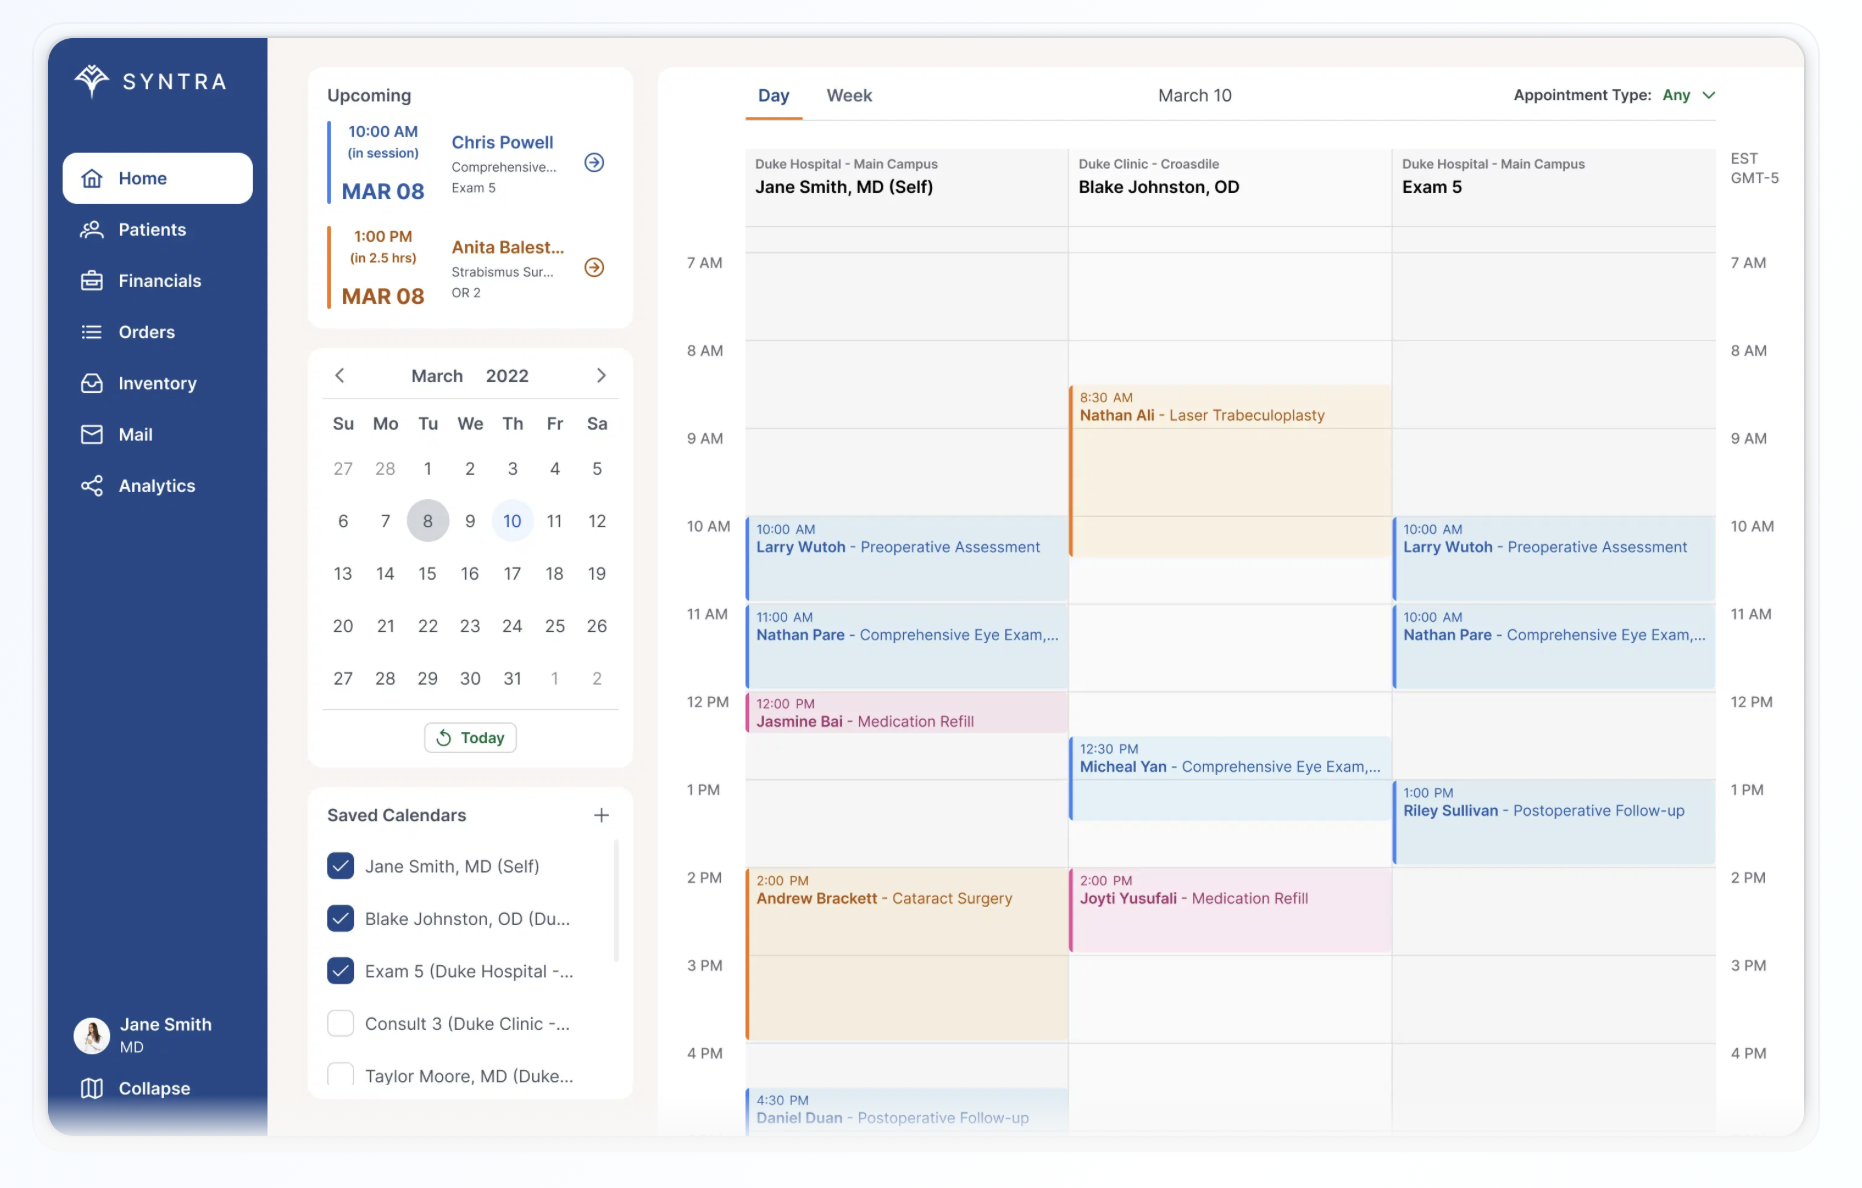 SYNTRA
Home
Patients
Financials
Orders
Inventory
Mail
Analytics
Jane Smith
MD
Collapse
Upcoming
10:00 AM
(in session)
MAR 08
Chris Powell
Comprehensive...
Exam 5
1:00 PM
(in 2.5 hrs)
MAR 08
Anita Balest...
Strabismus Sur...
OR 2
March 2022
Su Mo Tu We Th Fr Sa
27 28 1 2 3 4 5
6 7 8 9 10 11 12
13 14 15 16 17 18 19
20 21 22 23 24 25 26
27 28 29 30 31 1 2
Today
Saved Calendars
Jane Smith, MD (Self)
Blake Johnston, OD (Du...
Exam 5 (Duke Hospital -...
Consult 3 (Duke Clinic -...
Taylor Moore, MD (Duke...
Day Week
March 10
Appointment Type: Any
Duke Hospital - Main Campus
Jane Smith, MD (Self)
Duke Clinic - Croasdile
Blake Johnston, OD
Duke Hospital - Main Campus
Exam 5
EST
GMT-5
7 AM
8 AM
9 AM
10 AM
11 AM
12 PM
1 PM
2 PM
3 PM
4 PM
10:00 AM
Larry Wutoh - Preoperative Assessment
11:00 AM
Nathan Pare - Comprehensive Eye Exam,...
12:00 PM
Jasmine Bai - Medication Refill
2:00 PM
Andrew Brackett - Cataract Surgery
4:30 PM
Daniel Duan - Postoperative Follow-up
8:30 AM
Nathan Ali - Laser Trabeculoplasty
12:30 PM
Micheal Yan - Comprehensive Eye Exam,...
2:00 PM
Joyti Yusufali - Medication Refill
10:00 AM
Larry Wutoh - Preoperative Assessment
10:00 AM
Nathan Pare - Comprehensive Eye Exam,...
1:00 PM
Riley Sullivan - Postoperative Follow-up
7 AM
8 AM
9 AM
10 AM
11 AM
12 PM
1 PM
2 PM
3 PM
4 PM